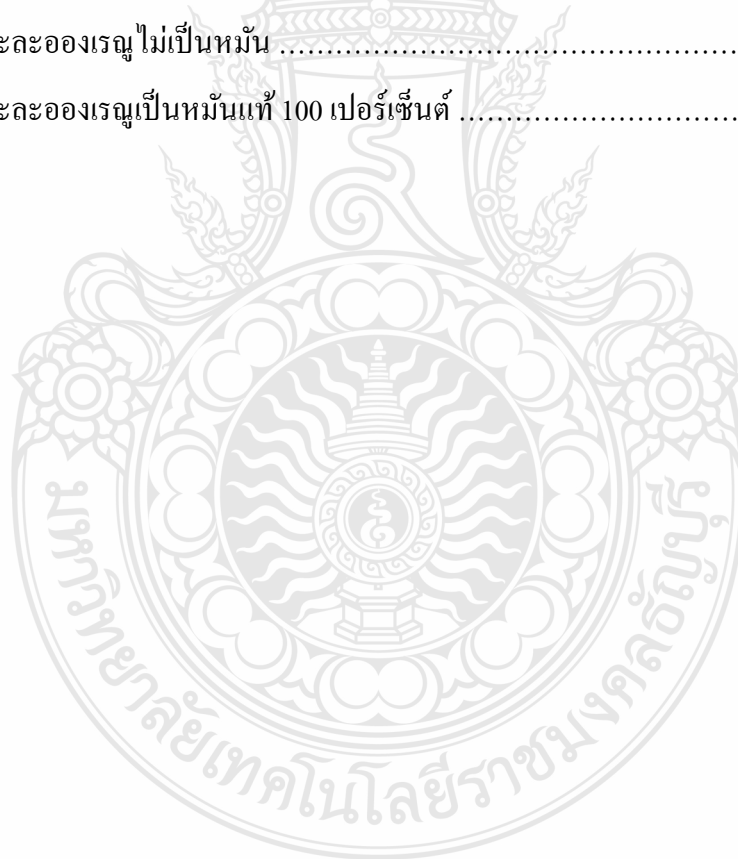 ะละอองเรณูไม่เป็นหมัน ................................................
ะละอองเรณูเป็นหมันแท้ 100 เปอร์เซ็นต์ .............................
มหาวิทยาลัยเทคโนโลยีราชมงคลธัญบุรี